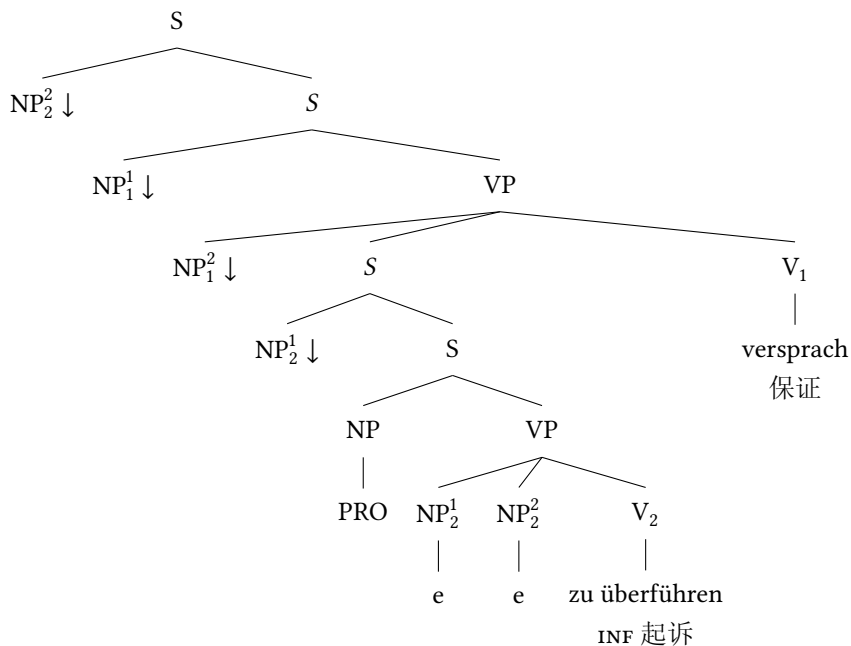 S
NP₂² ↓ S
NP₁¹ ↓ VP
NP₁² ↓ S V₁
NP₂¹ ↓ S versprach
保证
NP VP
PRO NP₂¹ NP₂² V₂
e e zu überführen
INF 起诉